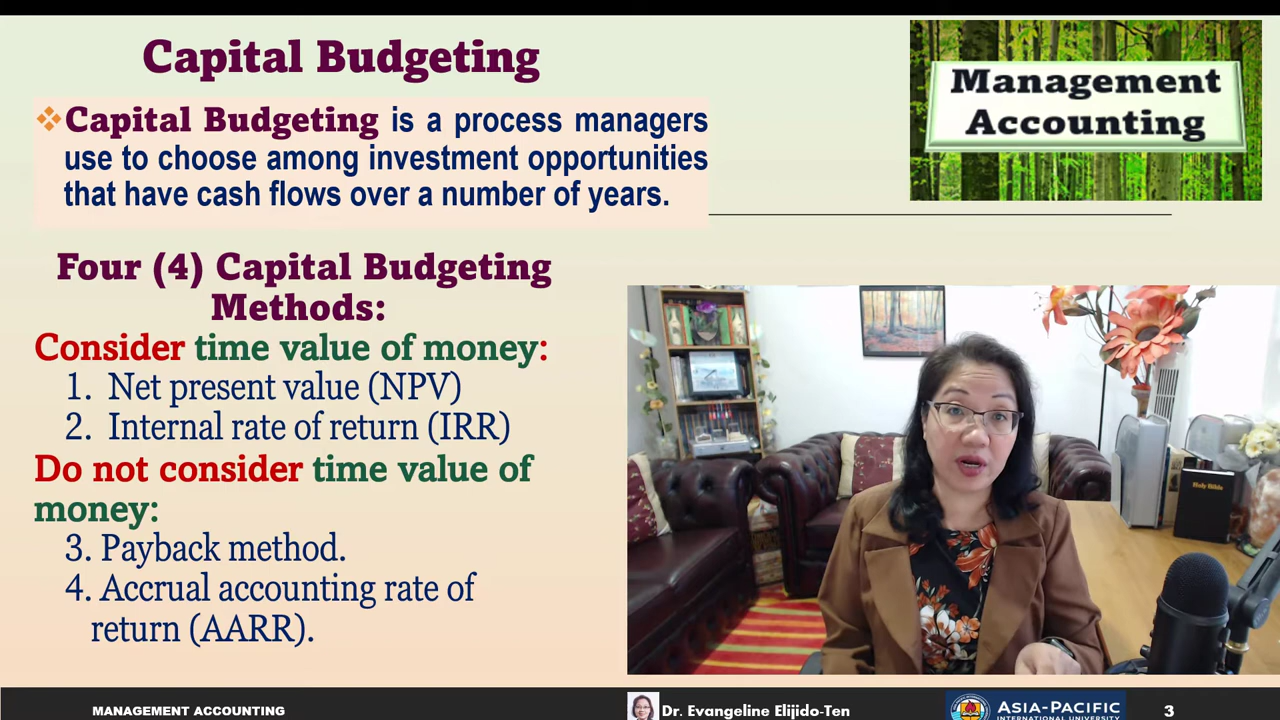 Capital Budgeting
Management
Accounting
❖Capital Budgeting is a process managers
use to choose among investment opportunities
that have cash flows over a number of years.
Four (4) Capital Budgeting
Methods:
Consider time value of money:
1. Net present value (NPV)
2. Internal rate of return (IRR)
Do not consider time value of
money:
3. Payback method.
4. Accrual accounting rate of
return (AARR).
Holy Bible
MANAGEMENT ACCOUNTING
Dr. Evangeline Elijido-Ten
ASIA-PACIFIC
INTERNATIONAL UNIVERSITY
3